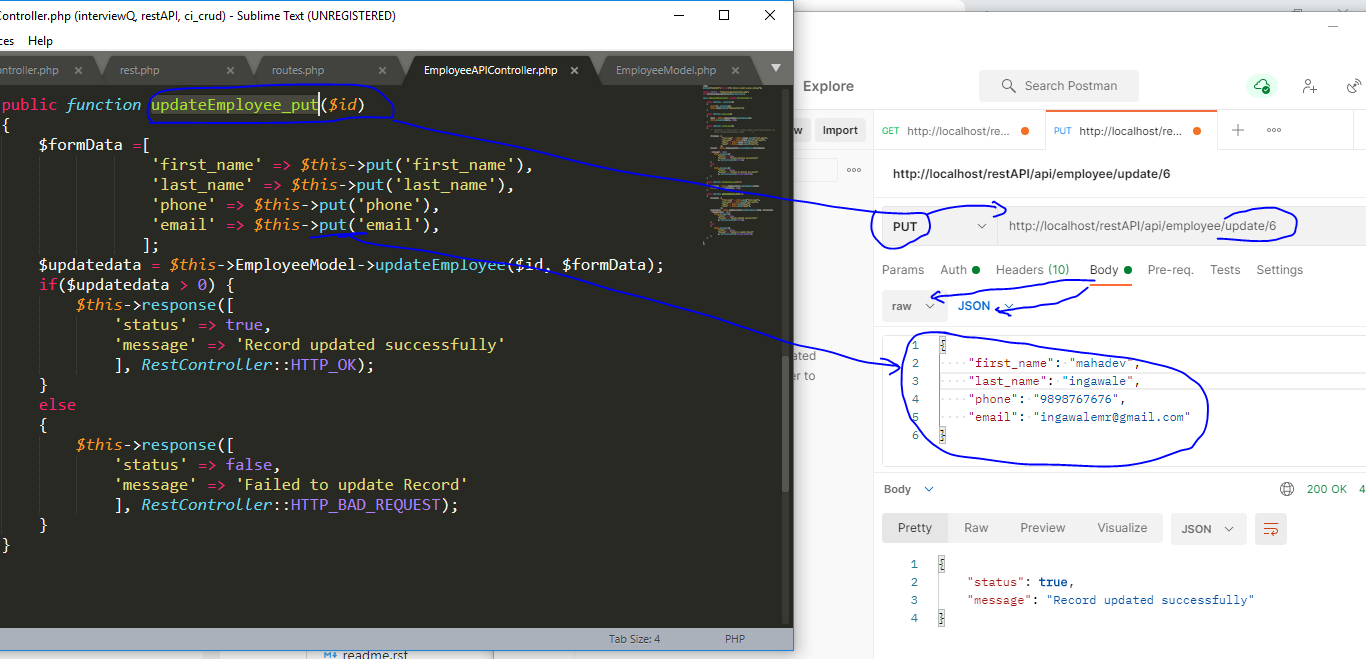 Controller.php (interviewQ, restAPI, ci_crud) - Sublime Text (UNREGISTERED)
ces Help
ntroller.php × rest.php × routes.php × EmployeeAPIController.php × EmployeeModel.php ×
public function updateEmployee_put($id)
{
$formData =[
'first_name' => $this->put('first_name'),
'last_name' => $this->put('last_name'),
'phone' => $this->put('phone'),
'email' => $this->put('email'),
];
$updatedata = $this->EmployeeModel->updateEmployee($id, $formData);
if($updatedata > 0) {
$this->response([
'status' => true,
'message' => 'Record updated successfully'
], RestController::HTTP_OK);
}
else
{
$this->response([
'status' => false,
'message' => 'Failed to update Record'
], RestController::HTTP_BAD_REQUEST);
}
}
Tab Size: 4 PHP
readme.rst
Explore Search Postman
w Import GET http://localhost/re... PUT http://localhost/re...
http://localhost/restAPI/api/employee/update/6
PUT http://localhost/restAPI/api/employee/update/6
Params Auth Headers (10) Body Pre-req. Tests Settings
raw JSON
ated
er to
1 {
2 "first_name": "mahadev",
3 "last_name": "ingawale",
4 "phone": "9898767676",
5 "email": "ingawalemr@gmail.com"
6 }
Body 200 OK 4
Pretty Raw Preview Visualize JSON
1 {
2 "status": true,
3 "message": "Record updated successfully"
4 }